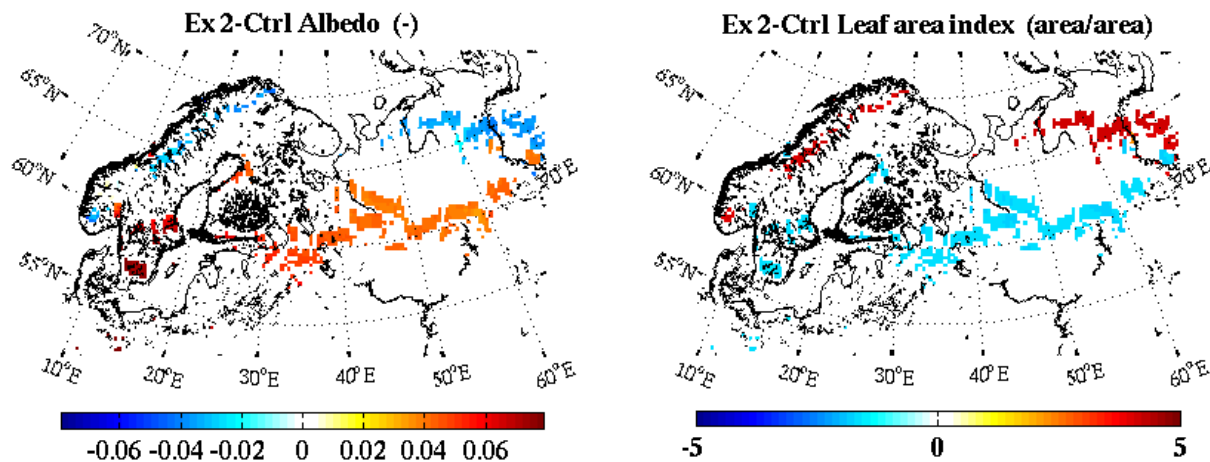 Ex 2-Ctrl Albedo (-)
70°N
65°N
60°N
55°N
10°E
20°E
30°E
40°E
50°E
60°E
70°E
-0.06 -0.04 -0.02 0 0.02 0.04 0.06
Ex 2-Ctrl Leaf area index (area/area)
70°N
65°N
60°N
55°N
10°E
20°E
30°E
40°E
50°E
60°E
70°E
-5 0 5